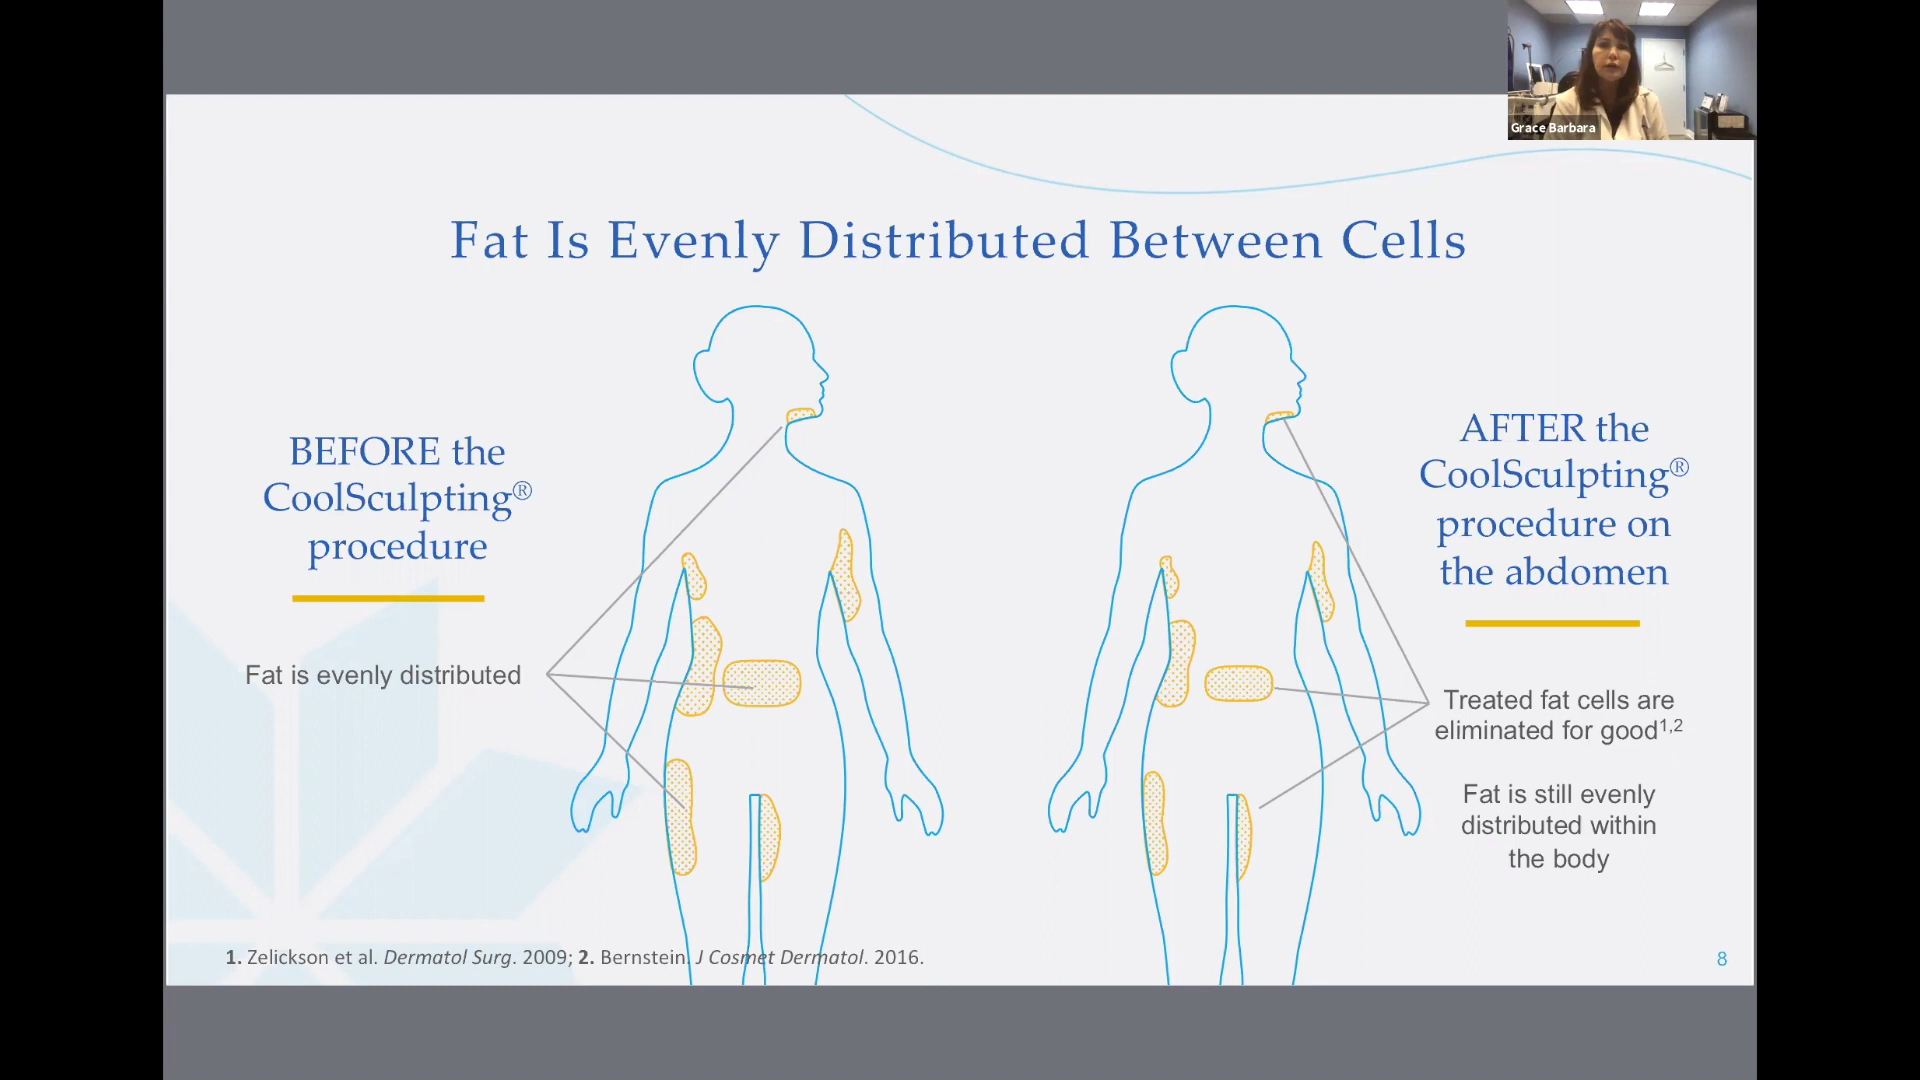 Grace Barbara
Fat Is Evenly Distributed Between Cells
BEFORE the
CoolSculpting®
procedure
Fat is evenly distributed
AFTER the
CoolSculpting®
procedure on
the abdomen
Treated fat cells are
eliminated for good1,2
Fat is still evenly
distributed within
the body
1. Zelickson et al. Dermatol Surg. 2009; 2. Bernstein. J Cosmet Dermatol. 2016.
8